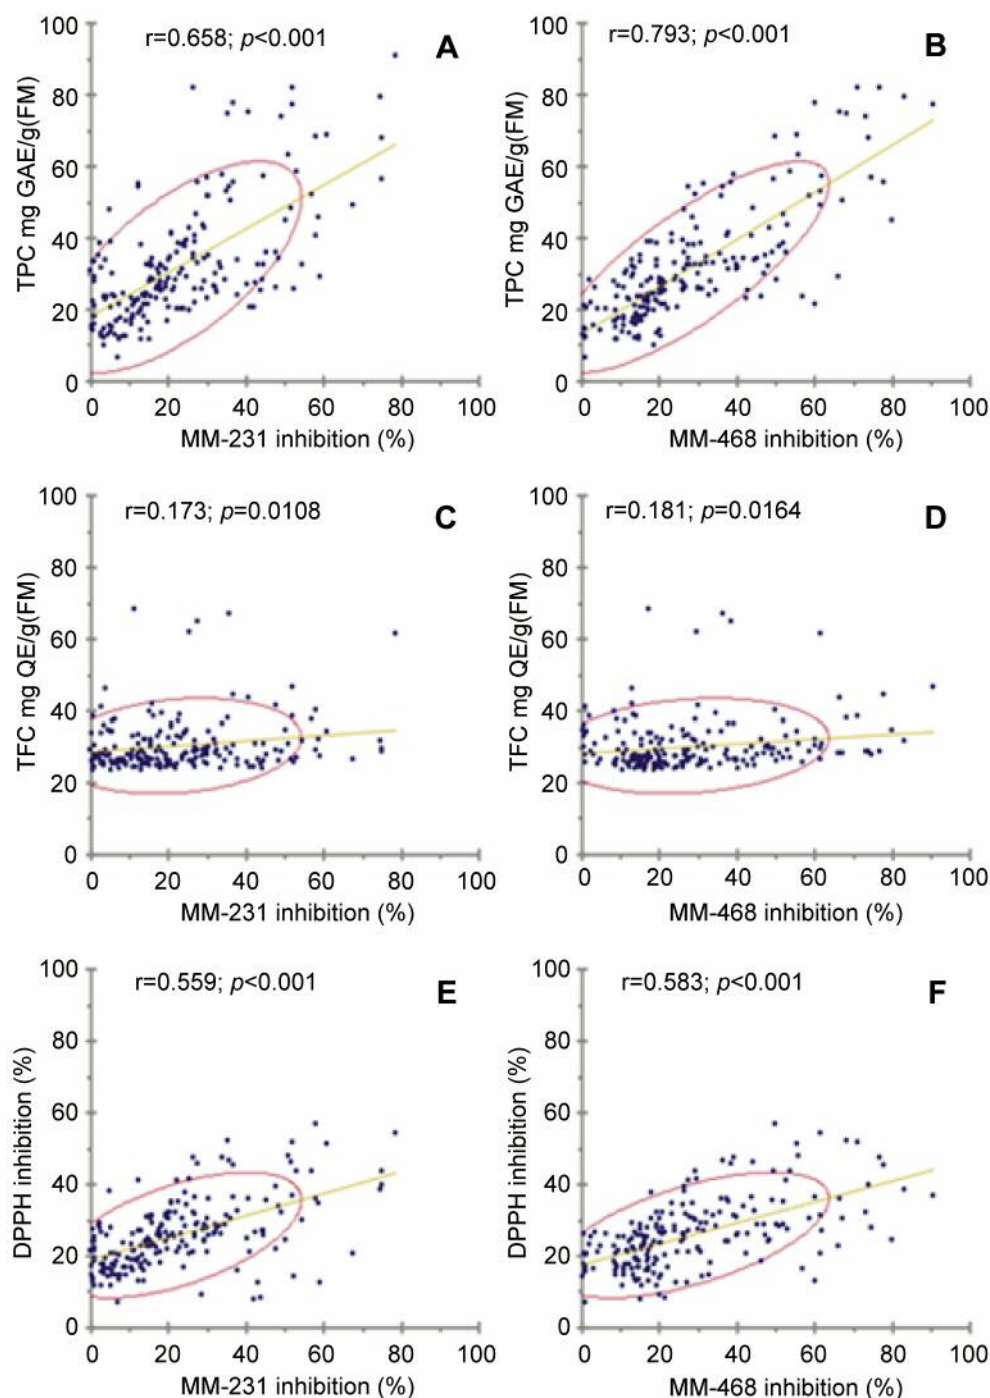 r=0.658; p<0.001
A
TPC mg GAE/g(FM)
100
80
60
40
20
0
0 20 40 60 80 100
MM-231 inhibition (%)
r=0.793; p<0.001
B
TPC mg GAE/g(FM)
100
80
60
40
20
0
0 20 40 60 80 100
MM-468 inhibition (%)
r=0.173; p=0.0108
C
TFC mg QE/g(FM)
100
80
60
40
20
0
0 20 40 60 80 100
MM-231 inhibition (%)
r=0.181; p=0.0164
D
TFC mg QE/g(FM)
100
80
60
40
20
0
0 20 40 60 80 100
MM-468 inhibition (%)
r=0.559; p<0.001
E
DPPH inhibition (%)
100
80
60
40
20
0
0 20 40 60 80 100
MM-231 inhibition (%)
r=0.583; p<0.001
F
DPPH inhibition (%)
100
80
60
40
20
0
0 20 40 60 80 100
MM-468 inhibition (%)